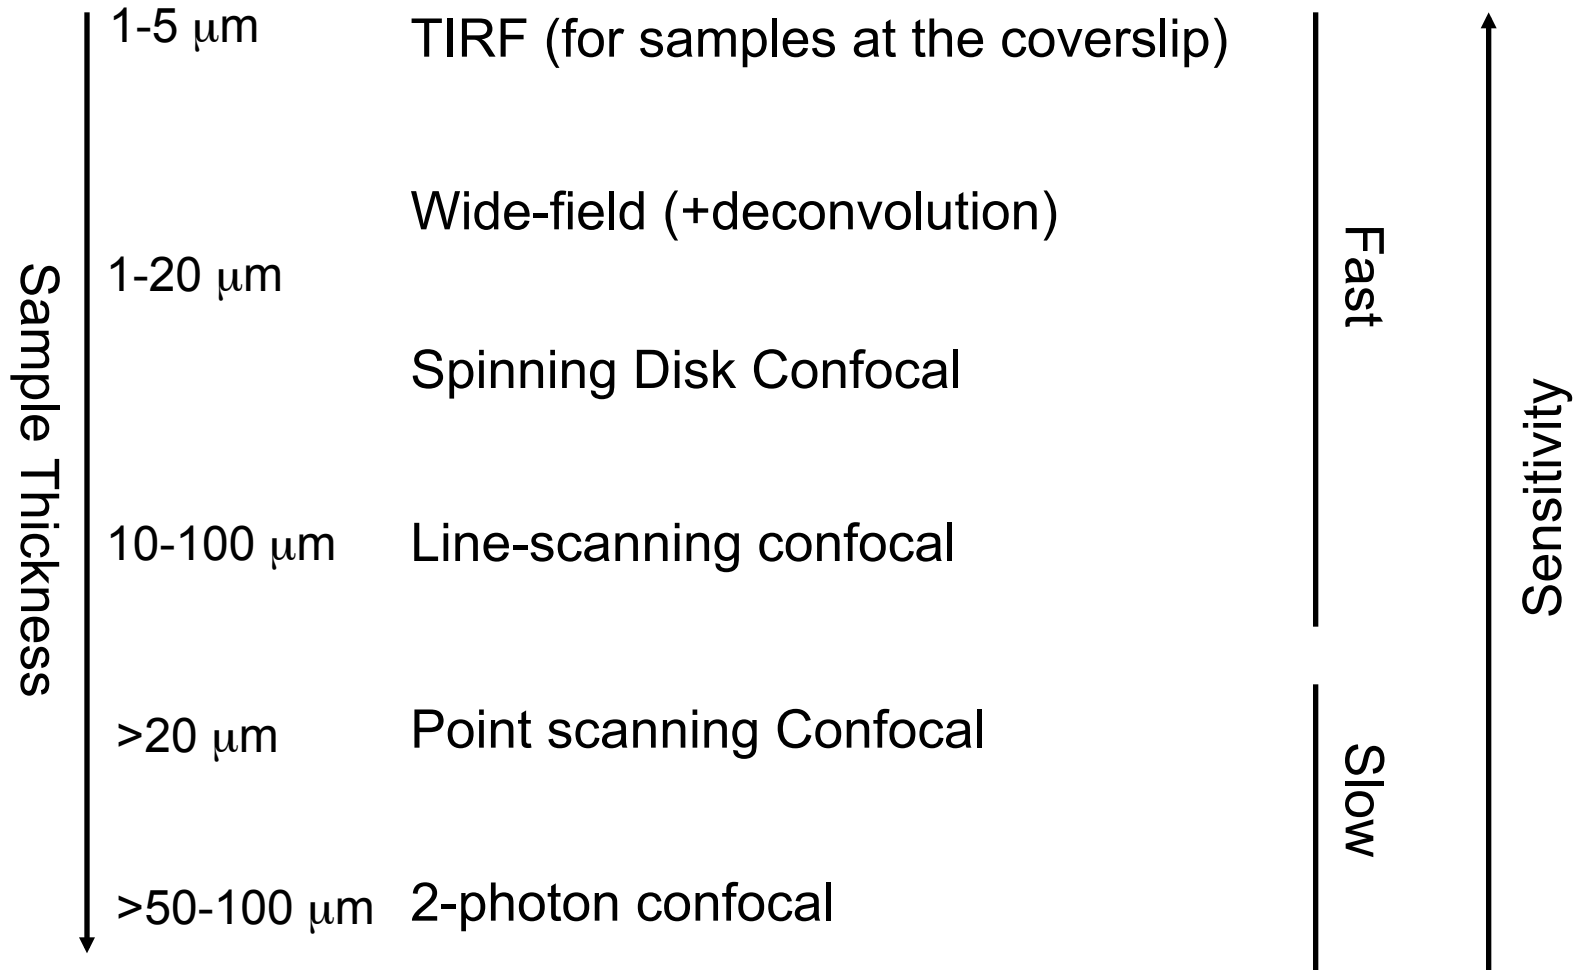 1-5 μm
TIRF (for samples at the coverslip)
Wide-field (+deconvolution)
1-20 μm
Spinning Disk Confocal
10-100 μm
Line-scanning confocal
>20 μm
Point scanning Confocal
>50-100 μm
2-photon confocal
Sample Thickness
Fast
Slow
Sensitivity